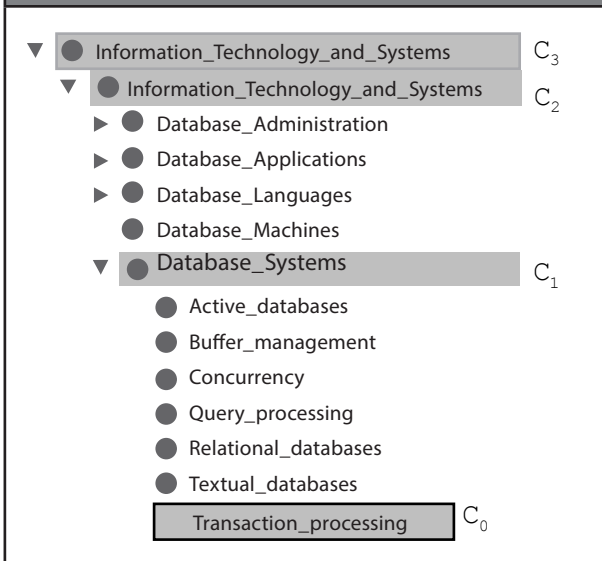 Information_Technology_and_Systems C₃
Information_Technology_and_Systems C₂
Database_Administration
Database_Applications
Database_Languages
Database_Machines
Database_Systems C₁
Active_databases
Buffer_management
Concurrency
Query_processing
Relational_databases
Textual_databases
Transaction_processing C₀